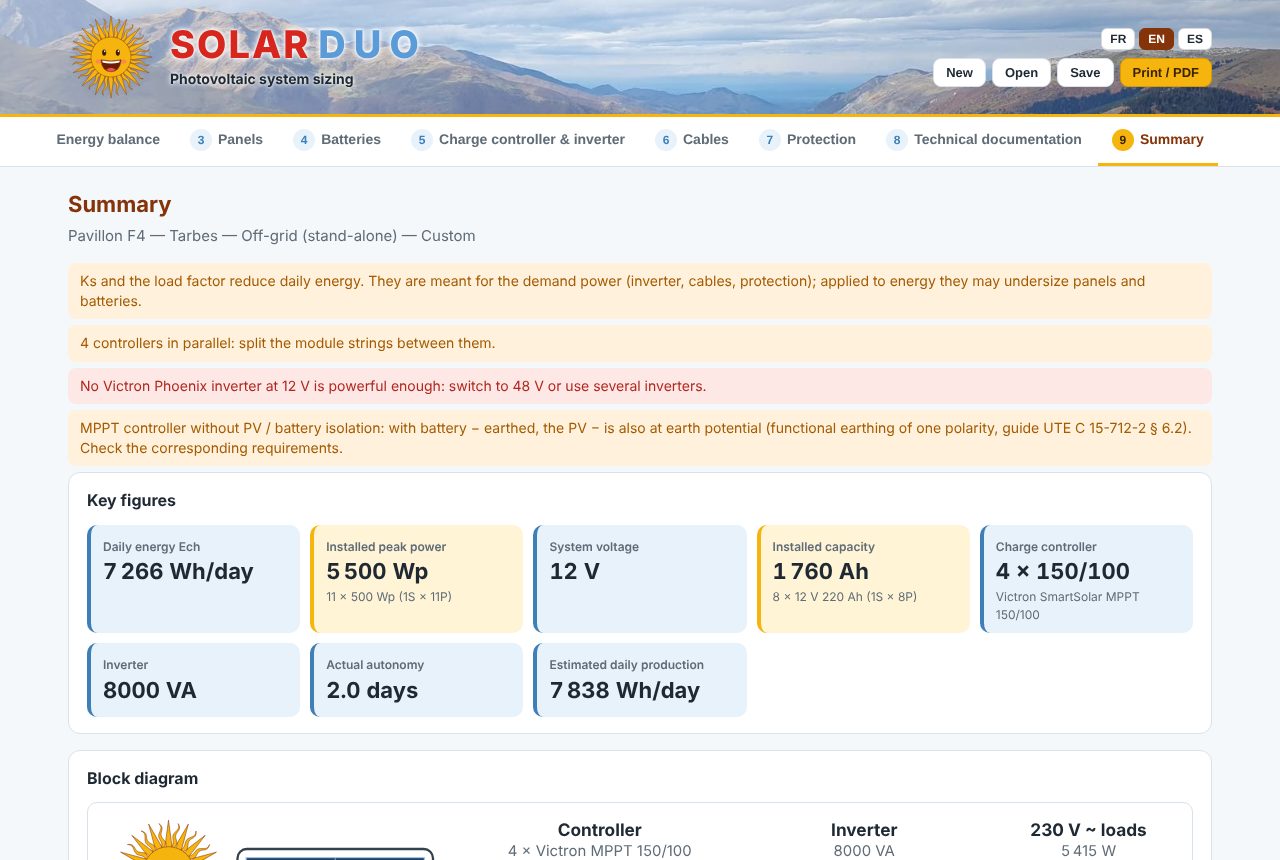 SOLAR DUO
Photovoltaic system sizing
FR EN ES
New Open Save Print / PDF
Energy balance 3 Panels 4 Batteries 5 Charge controller & inverter 6 Cables 7 Protection 8 Technical documentation 9 Summary
Summary
Pavillon F4 — Tarbes — Off-grid (stand-alone) — Custom
Ks and the load factor reduce daily energy. They are meant for the demand power (inverter, cables, protection); applied to energy they may undersize panels and
batteries.
4 controllers in parallel: split the module strings between them.
No Victron Phoenix inverter at 12 V is powerful enough: switch to 48 V or use several inverters.
MPPT controller without PV / battery isolation: with battery − earthed, the PV − is also at earth potential (functional earthing of one polarity, guide UTE C 15-712-2 § 6.2).
Check the corresponding requirements.
Key figures
Daily energy Ech
7 266 Wh/day
Installed peak power
5 500 Wp
11 × 500 Wp (1S × 11P)
System voltage
12 V
Installed capacity
1 760 Ah
8 × 12 V 220 Ah (1S × 8P)
Charge controller
4 × 150/100
Victron SmartSolar MPPT
150/100
Inverter
8000 VA
Actual autonomy
2.0 days
Estimated daily production
7 838 Wh/day
Block diagram
Controller
4 × Victron MPPT 150/100
Inverter
8000 VA
230 V ~ loads
5 415 W